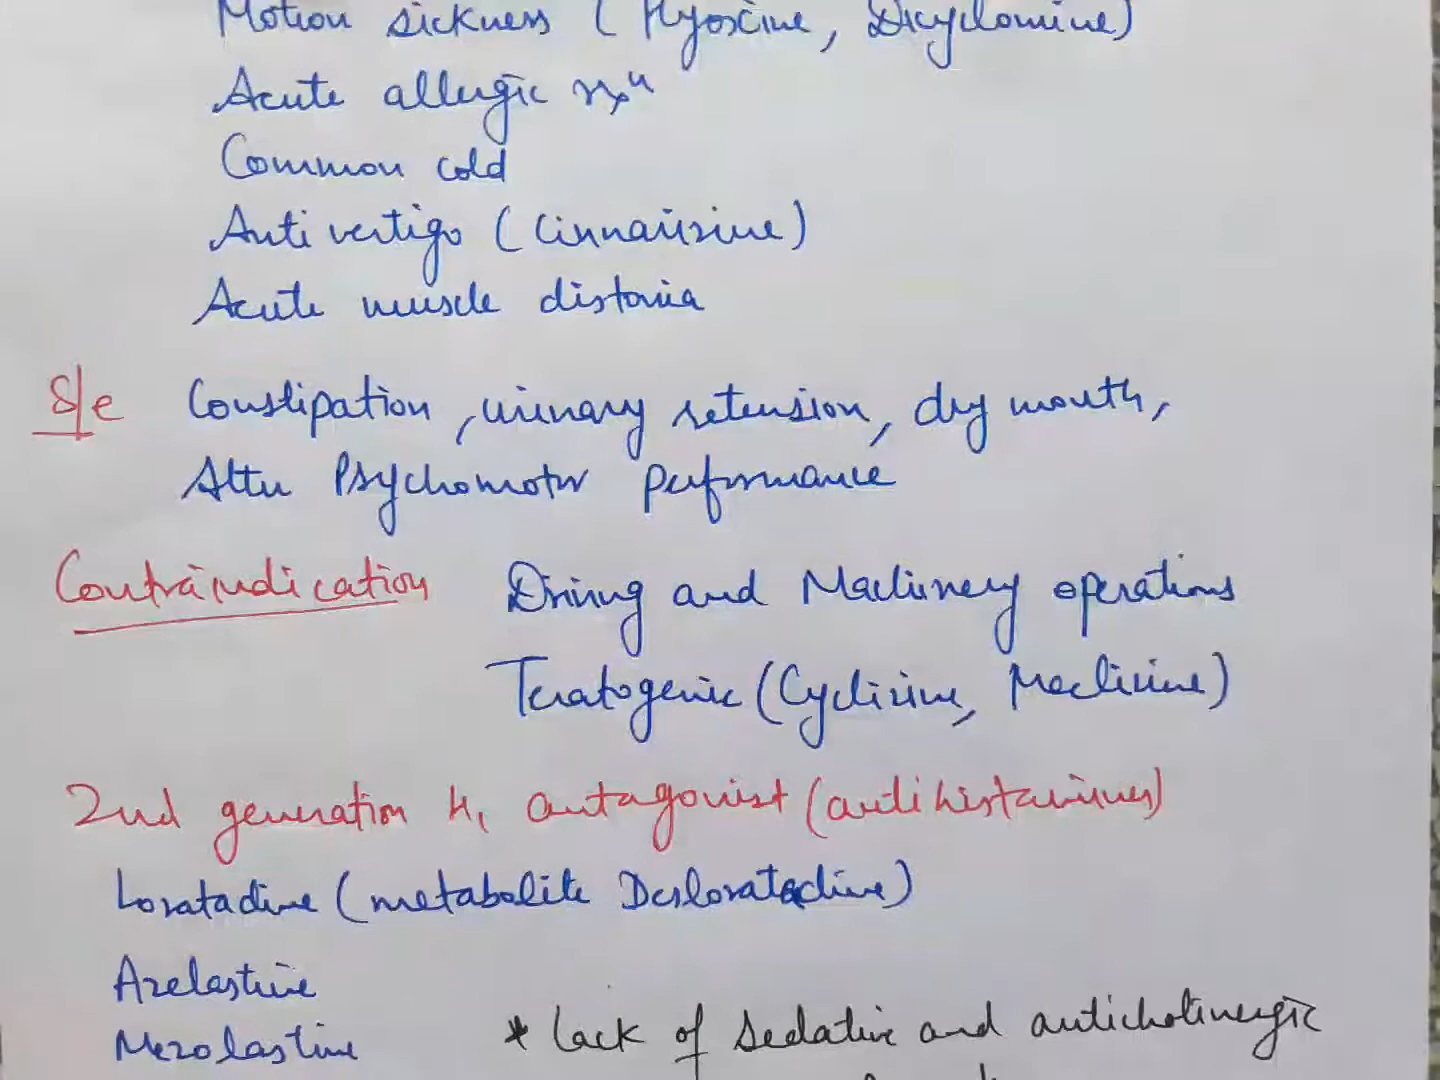 Motion sickness (Hyoscine, Dicyclomine)
Acute allergic rxn
Common cold
Anti vertigo (Cinnarizine)
Acute muscle distonia
S/e Constipation, urinary retension, dry mouth,
Alter Psychomotor performance
Contraindication Driving and Machinery operations
Teratogenic (Cyclizine, Meclizine)
2nd generation H1 antagonist (antihistamines)
Loratadine (metabolite Desloratadine)
Azelastine
Mezolastine * Lack of sedative and anticholinergic